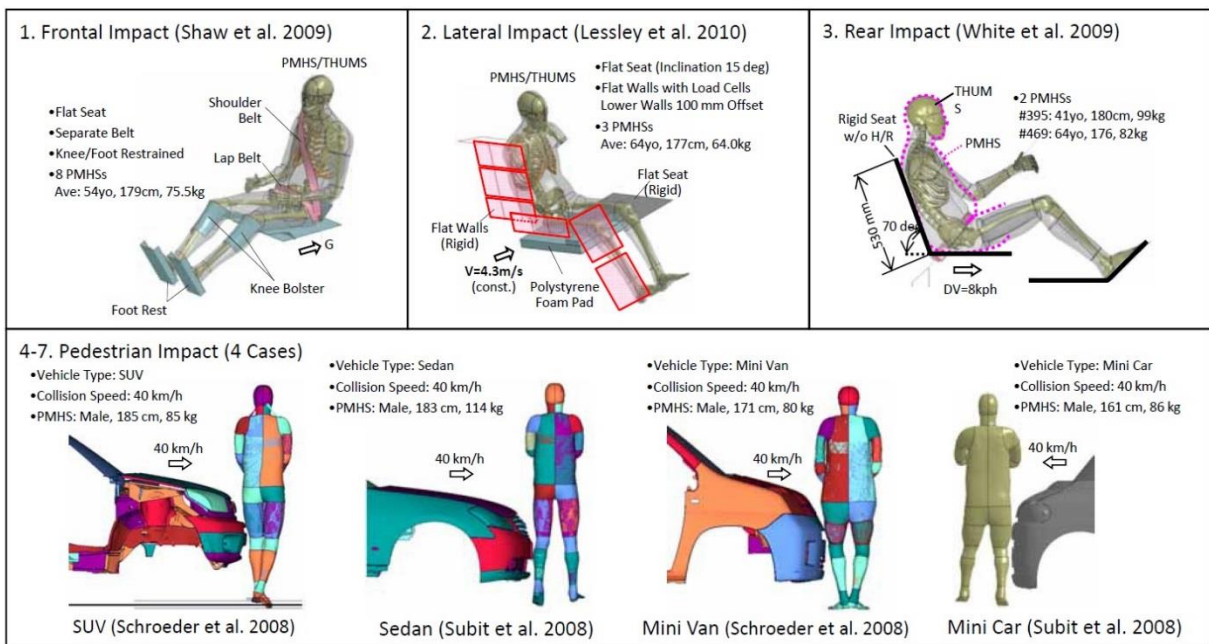 1. Frontal Impact (Shaw et al. 2009)
PMHS/THUMS
Shoulder
Belt
•Flat Seat
•Separate Belt
•Knee/Foot Restrained
•8 PMHSs
Ave: 54yo, 179cm, 75.5kg
Lap Belt
G
Knee Bolster
Foot Rest
2. Lateral Impact (Lessley et al. 2010)
PMHS/THUMS
•Flat Seat (Inclination 15 deg)
•Flat Walls with Load Cells
Lower Walls 100 mm Offset
•3 PMHSs
Ave: 64yo, 177cm, 64.0kg
Flat Seat
(Rigid)
Flat Walls
(Rigid)
V=4.3m/s
(const.)
Polystyrene
Foam Pad
3. Rear Impact (White et al. 2009)
THUM
S
•2 PMHSs
#395: 41yo, 180cm, 99kg
#469: 64yo, 176, 82kg
Rigid Seat
w/o H/R
PMHS
530 mm
70 de
DV=8kph
4-7. Pedestrian Impact (4 Cases)
•Vehicle Type: SUV
•Collision Speed: 40 km/h
•PMHS: Male, 185 cm, 85 kg
40 km/h
SUV (Schroeder et al. 2008)
•Vehicle Type: Sedan
•Collision Speed: 40 km/h
•PMHS: Male, 183 cm, 114 kg
40 km/h
Sedan (Subit et al. 2008)
•Vehicle Type: Mini Van
•Collision Speed: 40 km/h
•PMHS: Male, 171 cm, 80 kg
40 km/h
Mini Van (Schroeder et al. 2008)
•Vehicle Type: Mini Car
•Collision Speed: 40 km/h
•PMHS: Male, 161 cm, 86 kg
40 km/h
Mini Car (Subit et al. 2008)